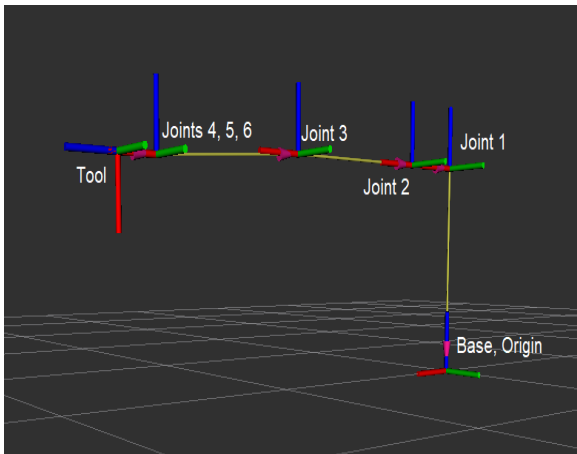 Joints 4, 5, 6
Joint 3
Joint 1
Tool
Joint 2
Base, Origin